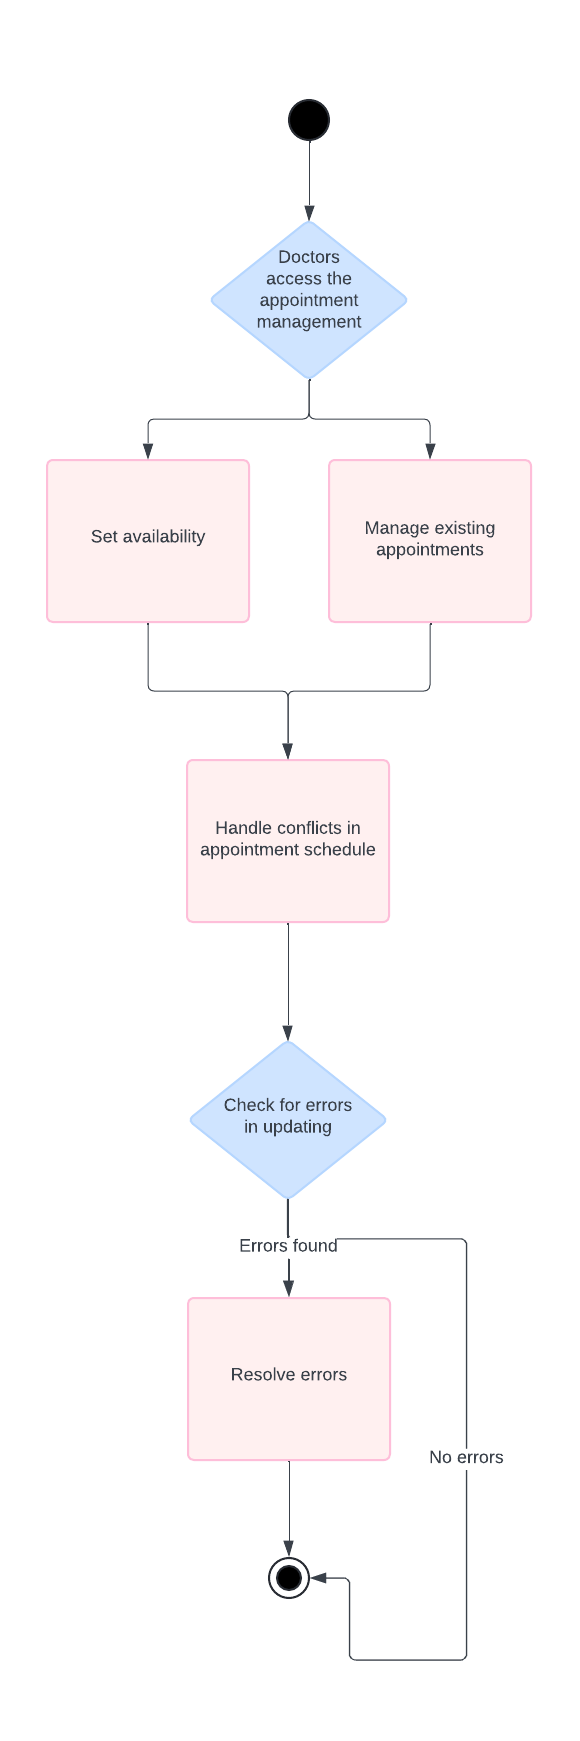 Doctors
access the
appointment
management
Set availability
Manage existing
appointments
Handle conflicts in
appointment schedule
Check for errors
in updating
Errors found
Resolve errors
No errors